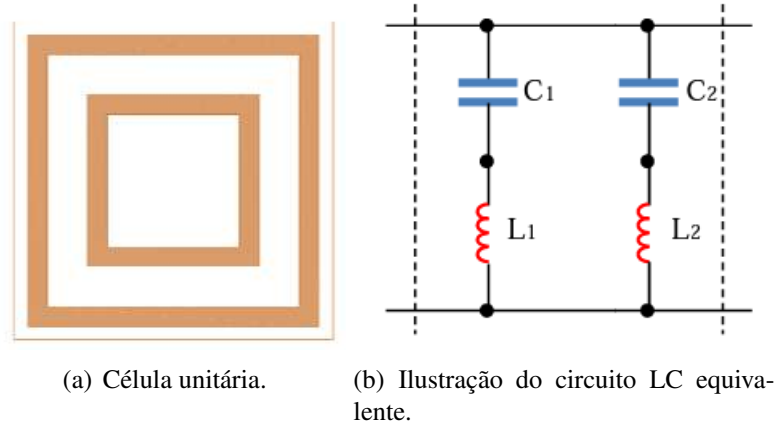 C1
C2
L1
L2
(a) Célula unitária.
(b) Ilustração do circuito LC equiva-
lente.